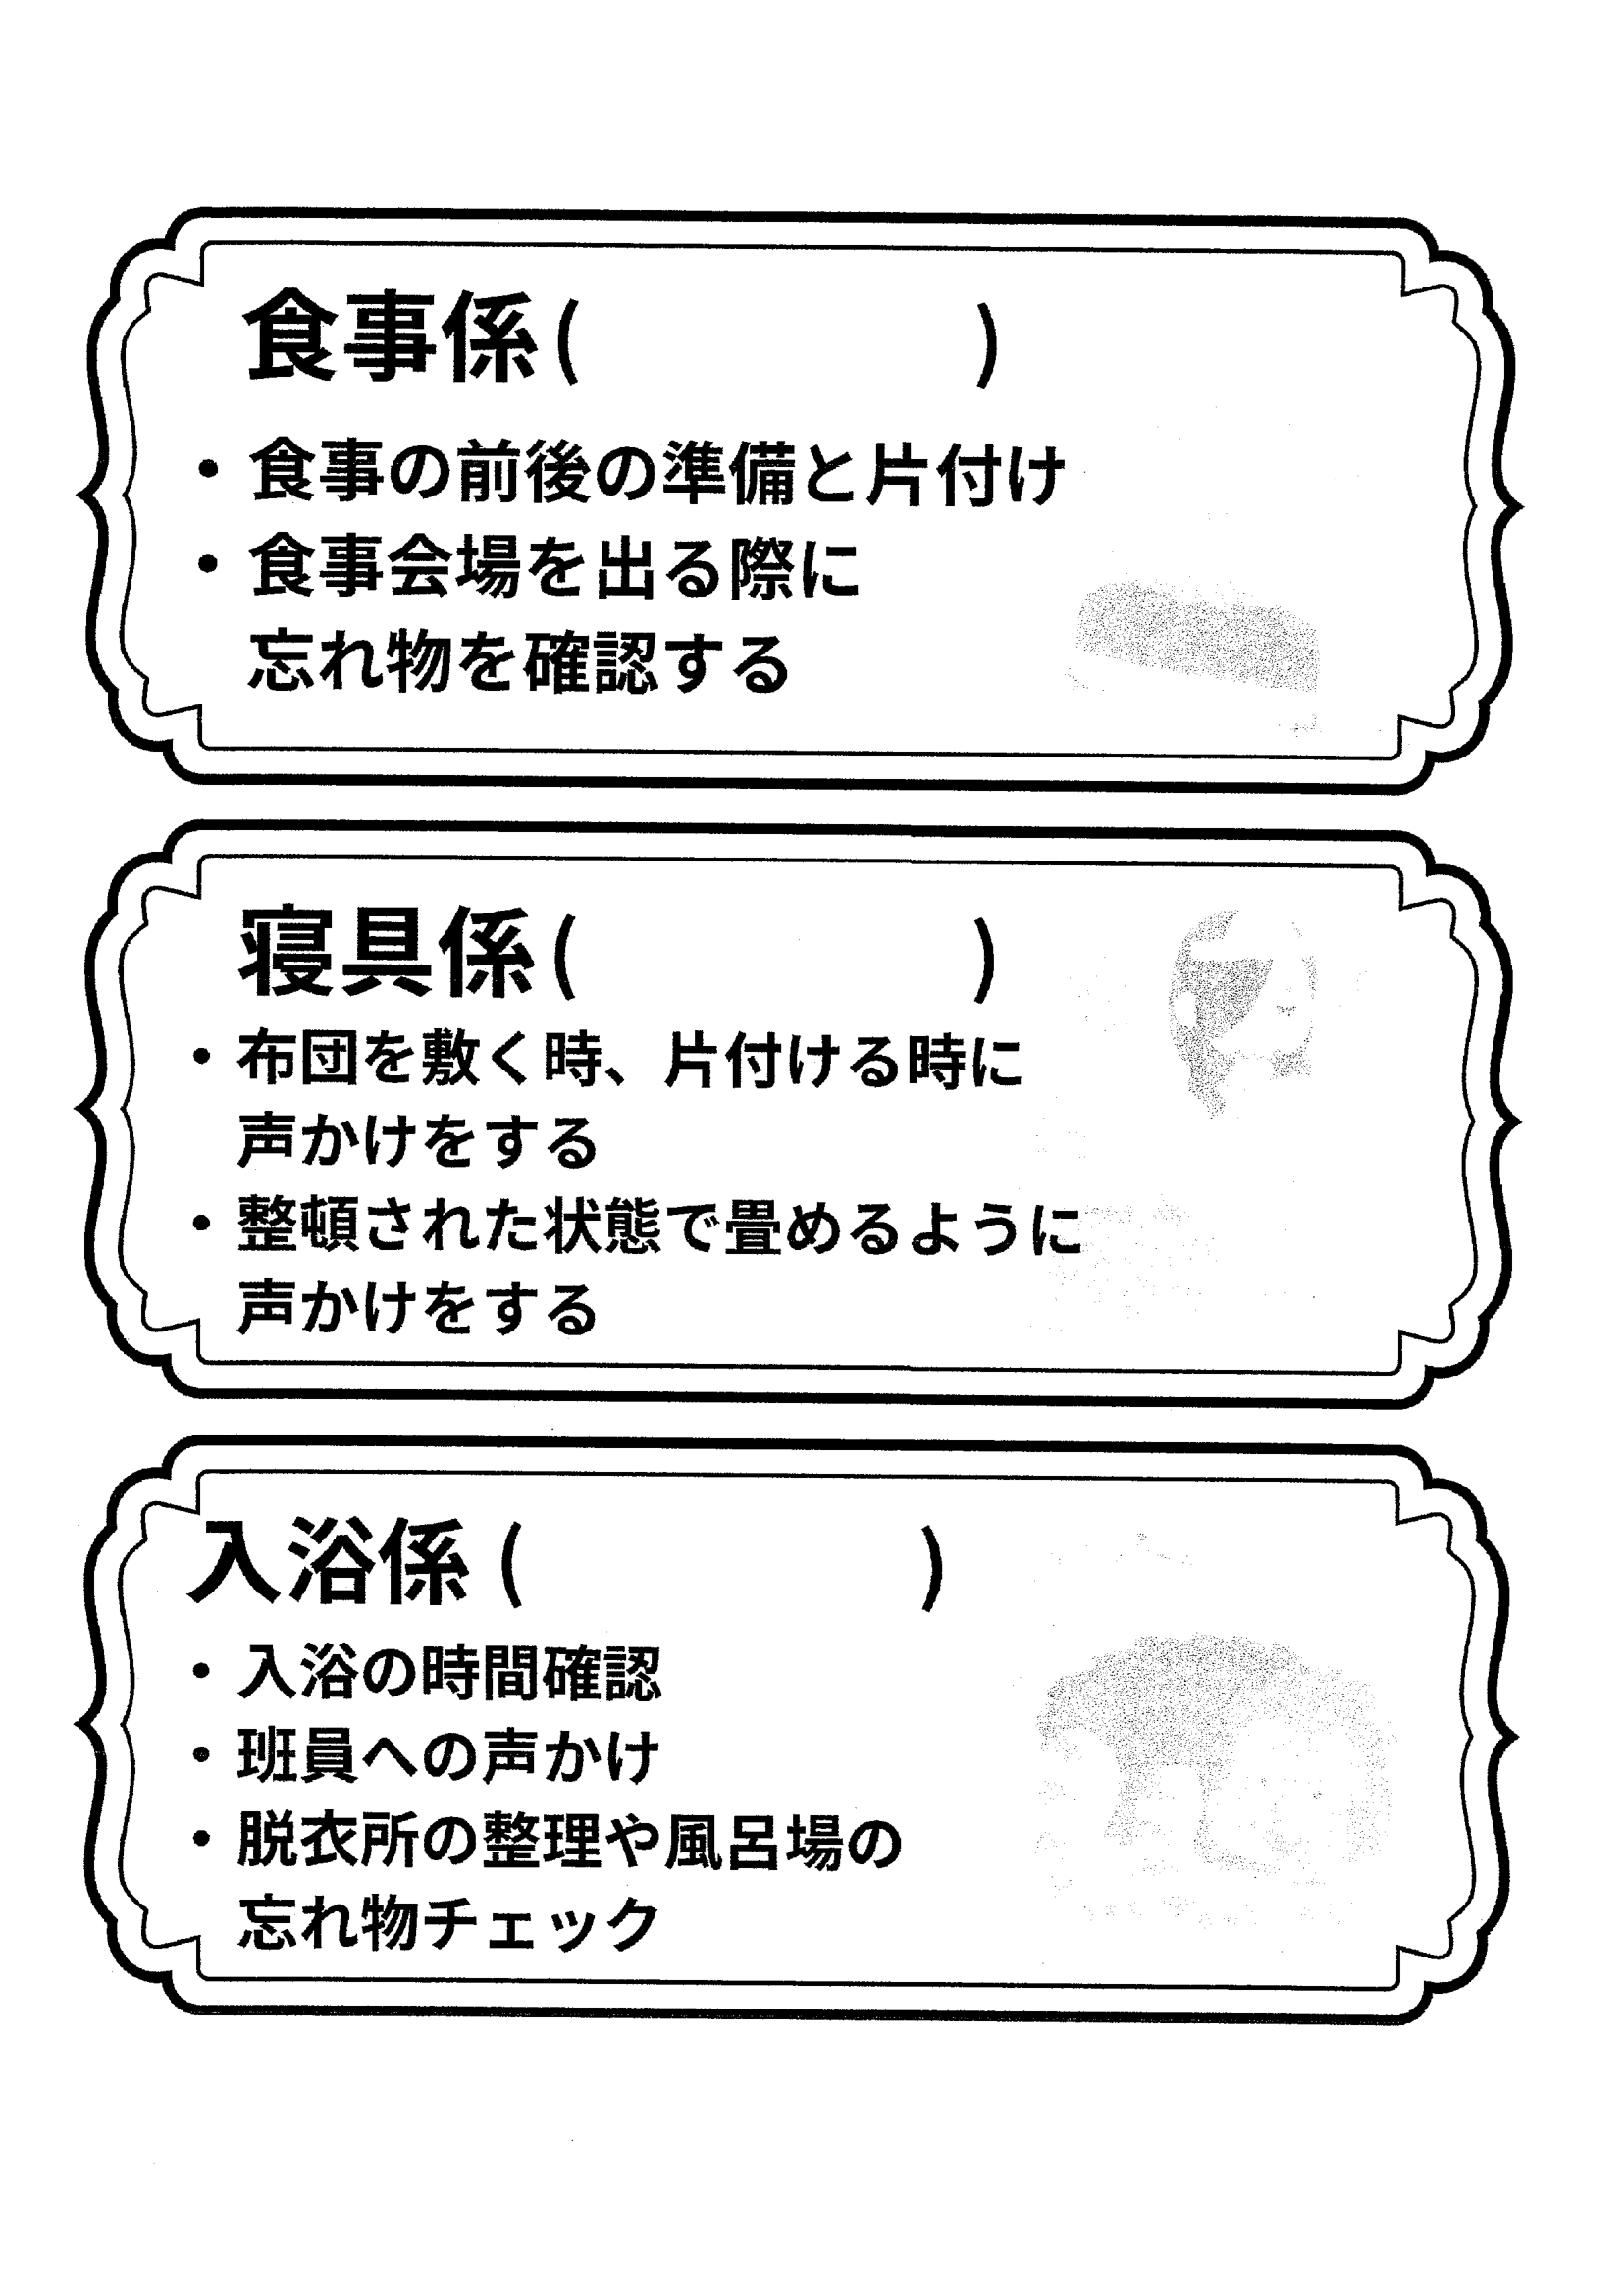 食事係(　　　　)
・食事の前後の準備と片付け
・食事会場を出る際に
忘れ物を確認する
寝具係(　　　　)
・布団を敷く時、片付ける時に
声かけをする
・整頓された状態で畳めるように
声かけをする
入浴係(　　　　)
・入浴の時間確認
・班員への声かけ
・脱衣所の整理や風呂場の
忘れ物チェック